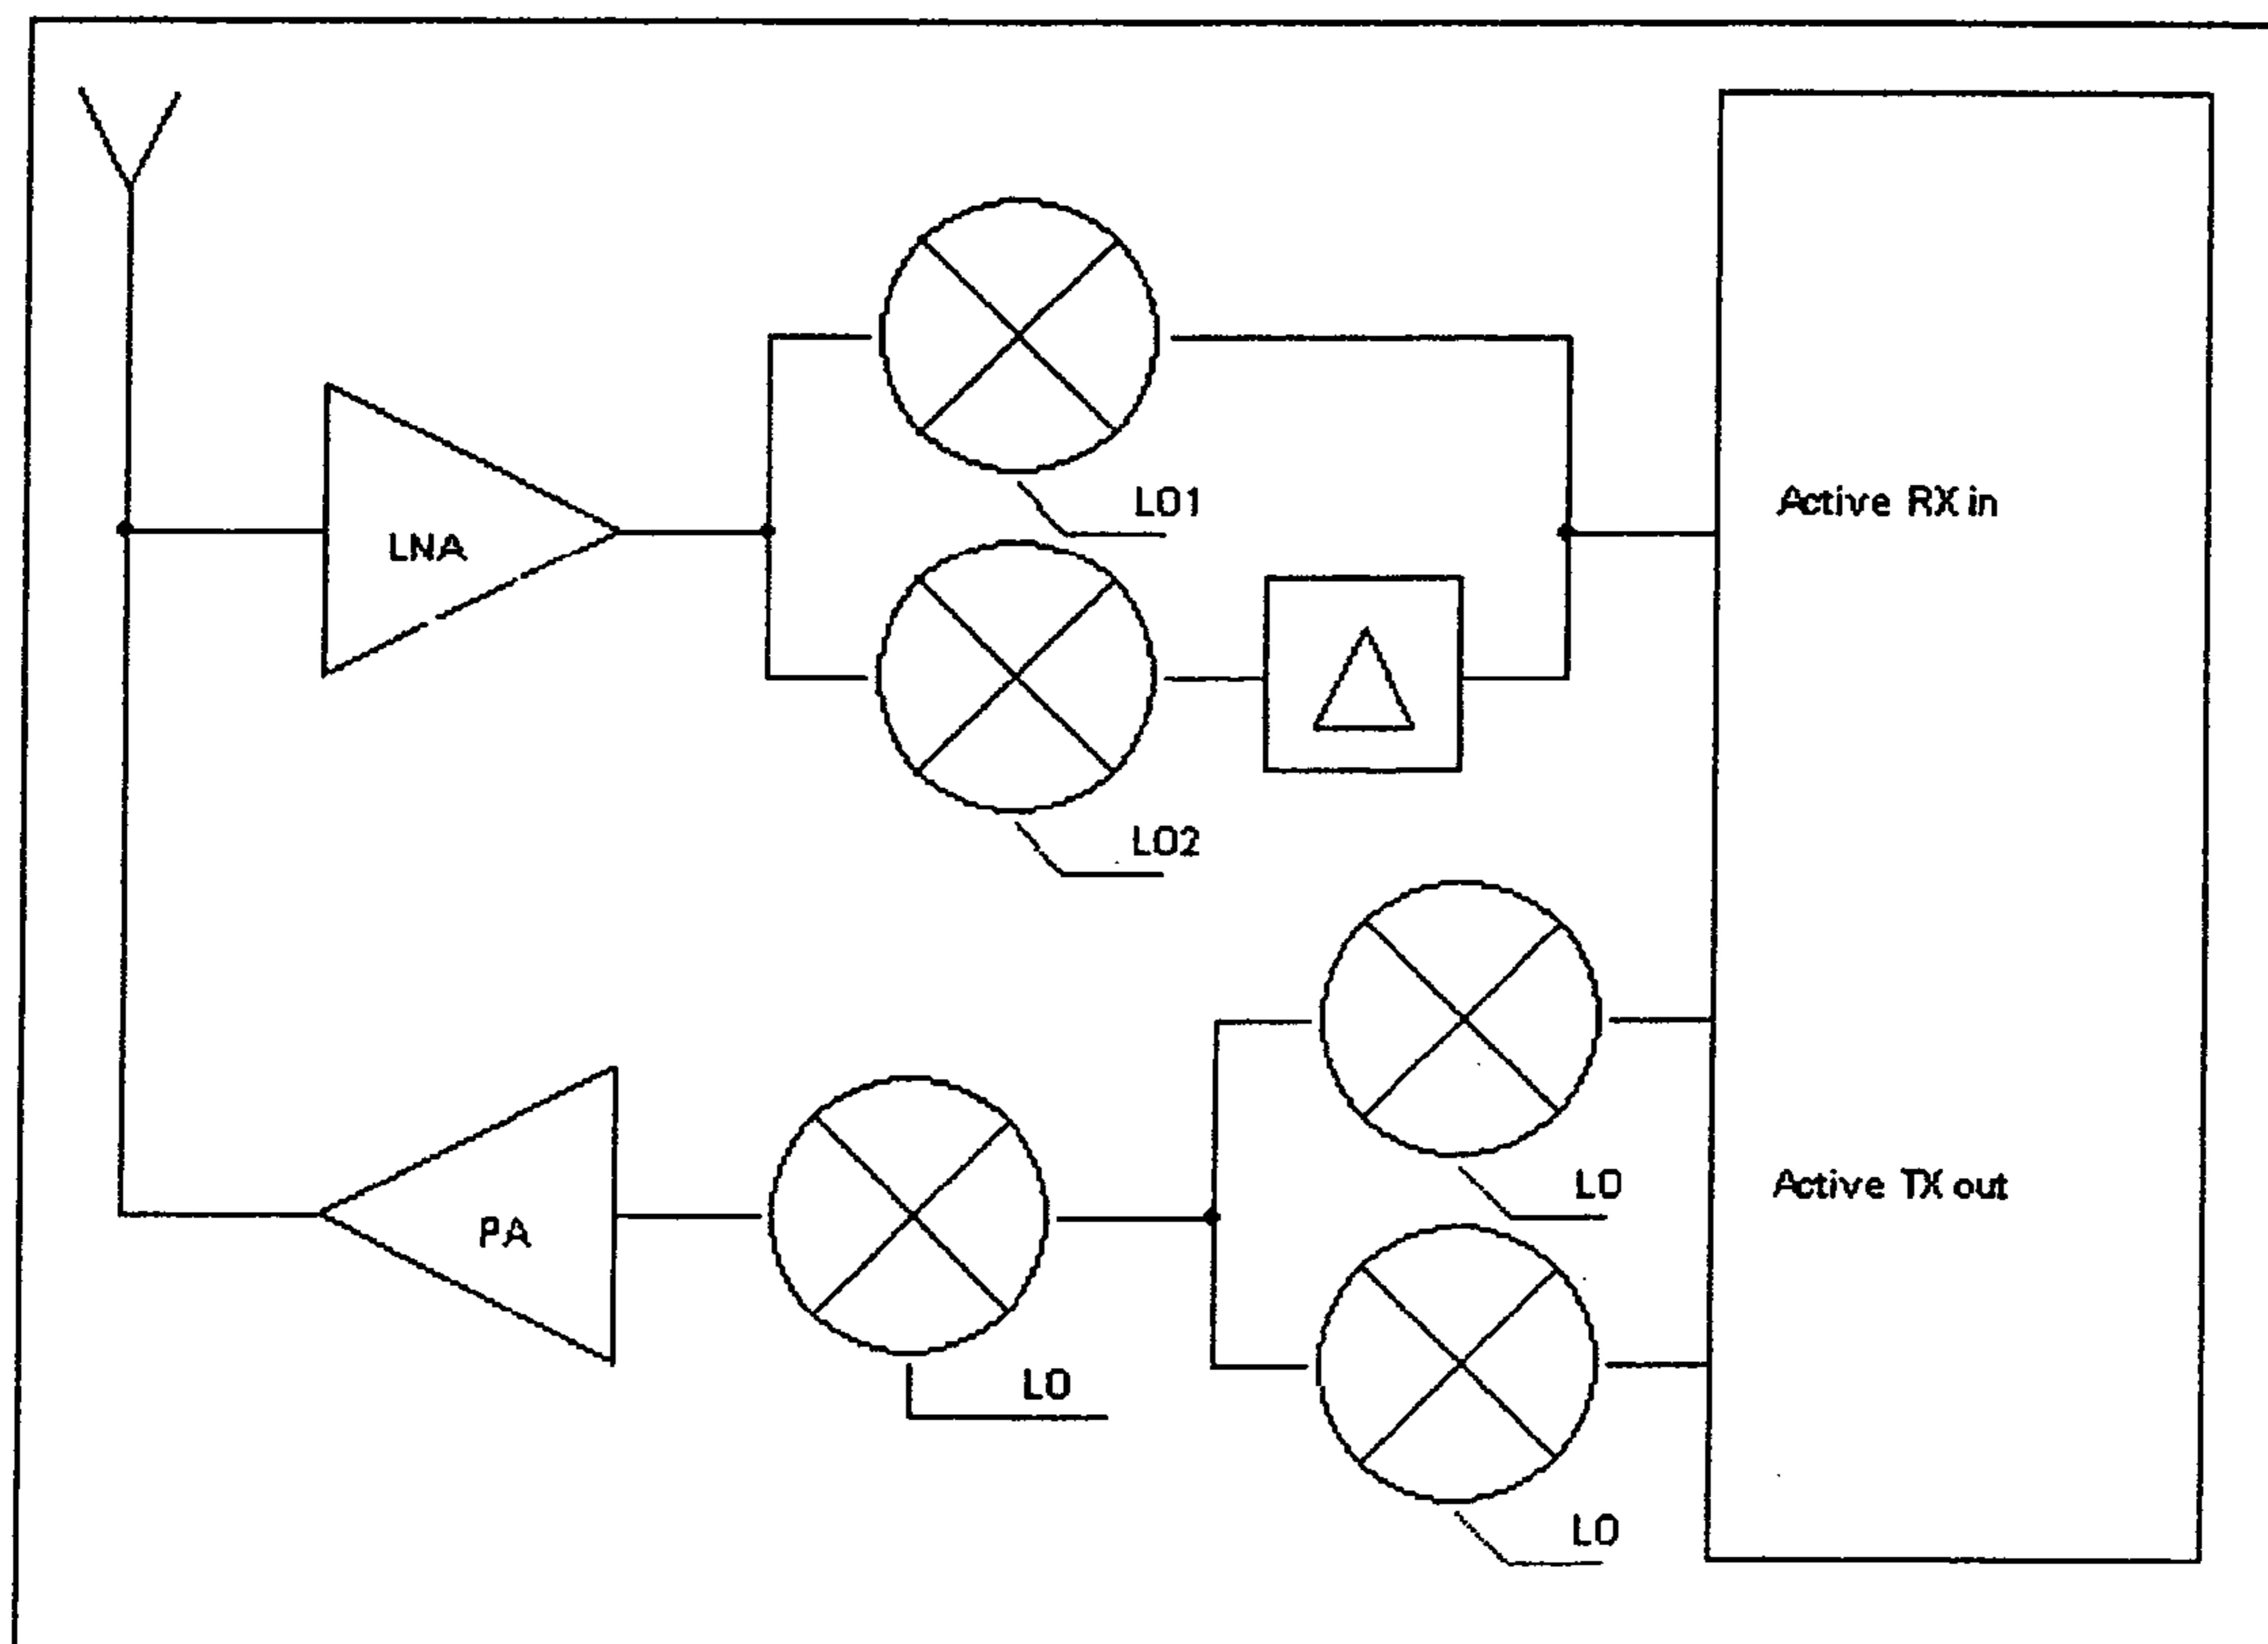 LO1
Active RX in
LNA
LO2
LO
Active TX out
PA
LO
LO